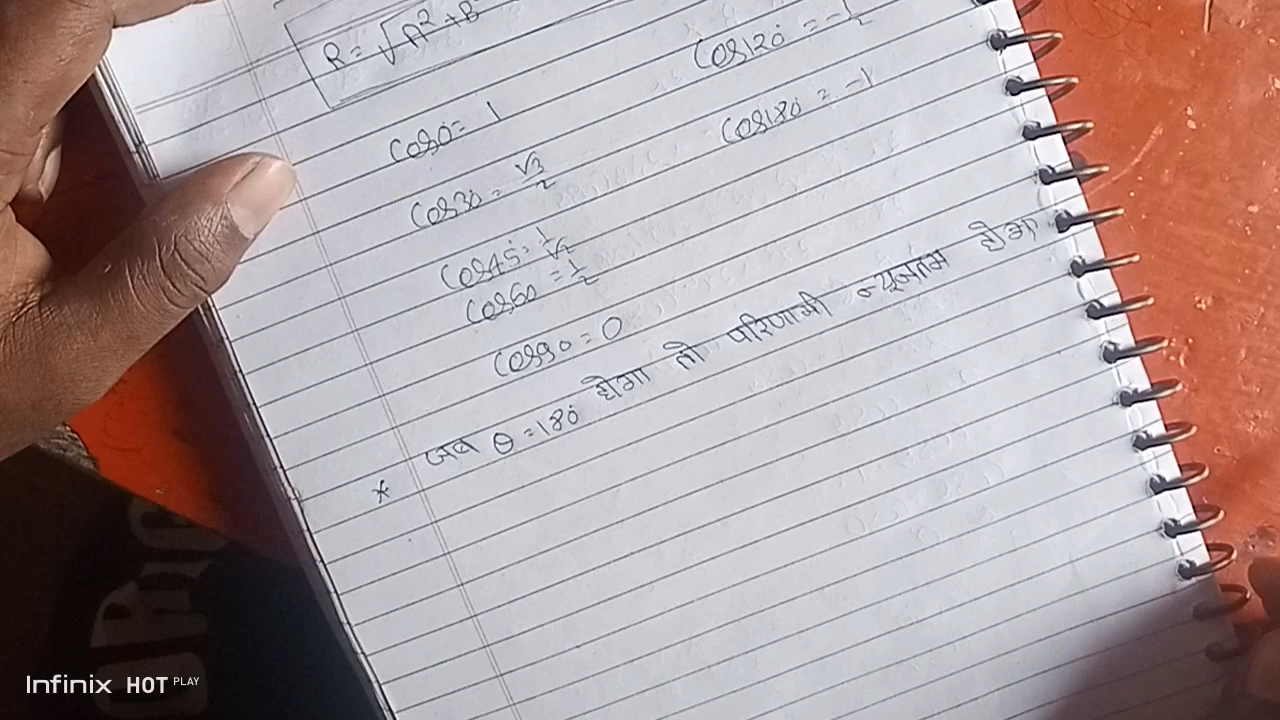 R = √A² + B
Cos0° = 1
Cos30° = √3/2
Cos45° = 1/√2
Cos60 = 1/2
Cos90 = 0
Cos120° = -1/2
Cos180° = -1
* जब θ = 180° होगा तो परिणामी न्यूनतम होगा
Infinix HOT PLAY